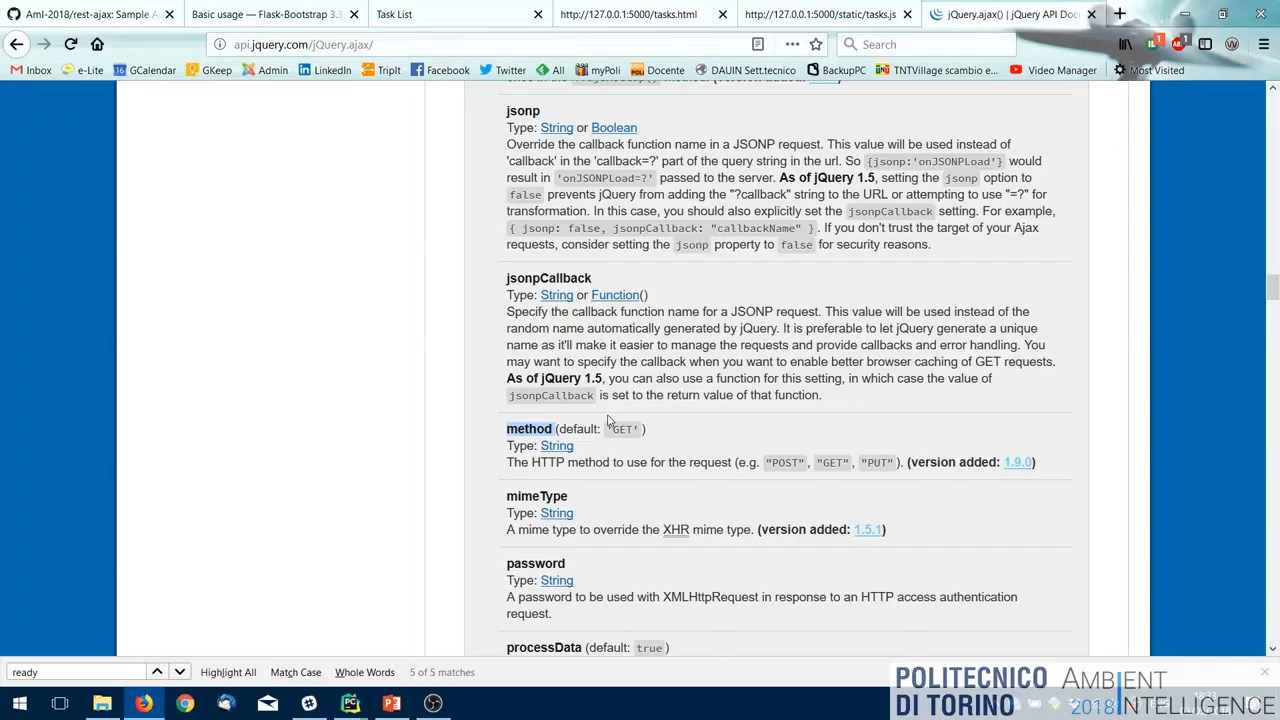 AmI-2018/rest-ajax: Sample A
Basic usage — Flask-Bootstrap 3.3
Task List
http://127.0.0.1:5000/tasks.html
http://127.0.0.1:5000/static/tasks.js
jQuery.ajax() | jQuery API Doc
api.jquery.com/jQuery.ajax/
Search
Inbox
e-Lite
GCalendar
GKeep
Admin
LinkedIn
TripIt
Facebook
Twitter
All
myPoli
Docente
DAUIN Sett.tecnico
BackupPC
TNTVillage scambio e...
Video Manager
Most Visited
jsonp
Type: String or Boolean
Override the callback function name in a JSONP request. This value will be used instead of
'callback' in the 'callback=?' part of the query string in the url. So {jsonp:'onJSONPLoad'} would
result in 'onJSONPLoad=?' passed to the server. As of jQuery 1.5, setting the jsonp option to
false prevents jQuery from adding the "?callback" string to the URL or attempting to use "=?" for
transformation. In this case, you should also explicitly set the jsonpCallback setting. For example,
{ jsonp: false, jsonpCallback: "callbackName" }. If you don't trust the target of your Ajax
requests, consider setting the jsonp property to false for security reasons.
jsonpCallback
Type: String or Function()
Specify the callback function name for a JSONP request. This value will be used instead of the
random name automatically generated by jQuery. It is preferable to let jQuery generate a unique
name as it'll make it easier to manage the requests and provide callbacks and error handling. You
may want to specify the callback when you want to enable better browser caching of GET requests.
As of jQuery 1.5, you can also use a function for this setting, in which case the value of
jsonpCallback is set to the return value of that function.
method (default: 'GET')
Type: String
The HTTP method to use for the request (e.g. "POST", "GET", "PUT"). (version added: 1.9.0)
mimeType
Type: String
A mime type to override the XHR mime type. (version added: 1.5.1)
password
Type: String
A password to be used with XMLHttpRequest in response to an HTTP access authentication
request.
processData (default: true)
ready
Highlight All
Match Case
Whole Words
5 of 5 matches
POLITECNICO
DI TORINO
AMBIENT
2018 INTELLIGENCE